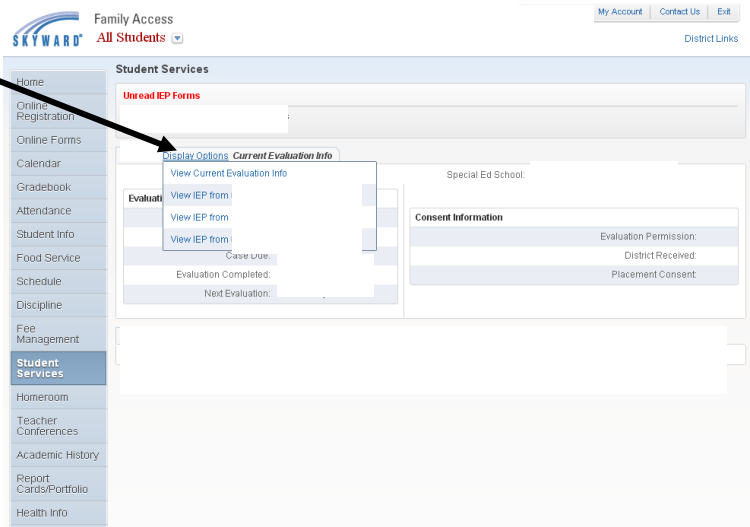 My Account Contact Us Exit
Family Access
SKYWARD®
All Students
District Links
Home
Online
Registration
Online Forms
Calendar
Gradebook
Attendance
Student Info
Food Service
Schedule
Discipline
Fee
Management
Student
Services
Homeroom
Teacher
Conferences
Academic History
Report
Cards/Portfolio
Health Info
Student Services
Unread IEP Forms
Display Options Current Evaluation Info
View Current Evaluation Info
View IEP from
View IEP from
View IEP from
Special Ed School:
Case Due:
Evaluation Completed:
Next Evaluation:
Consent Information
Evaluation Permission:
District Received:
Placement Consent: